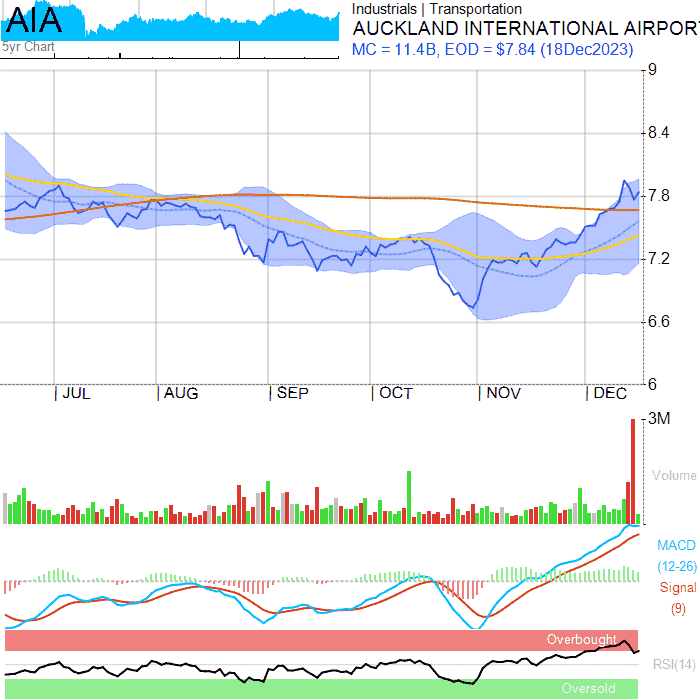 AIA
5yr Chart
Industrials | Transportation
AUCKLAND INTERNATIONAL AIRPORT
MC = 11.4B, EOD = $7.84 (18Dec2023)
9
8.4
7.8
7.2
6.6
6
JUL
AUG
SEP
OCT
NOV
DEC
3M
Volume
MACD
(12-26)
Signal
(9)
Overbought
RSI(14)
Oversold